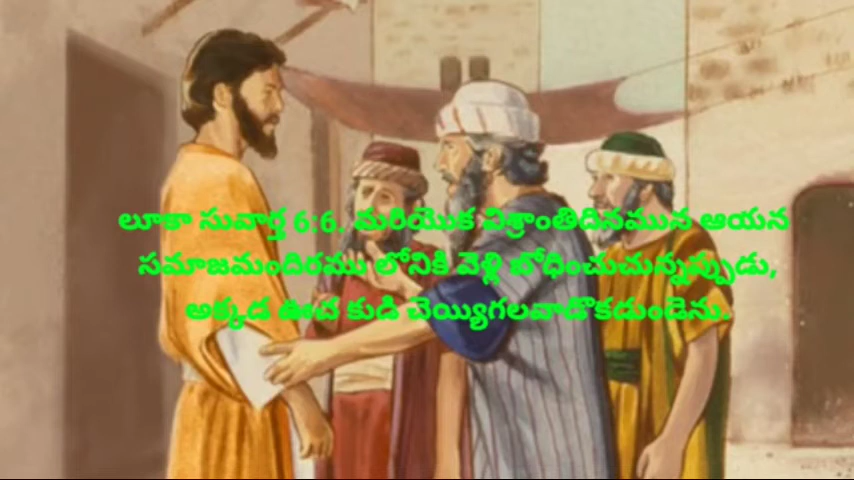 లూకా సువార్త 6:6. మరియొక విశ్రాంతిదినమున ఆయన
సమాజమందిరము లోనికి వెళ్లి బోధించుచున్నప్పుడు,
అక్కడ ఊచ కుడి చెయ్యిగలవాడొకడుండెను.